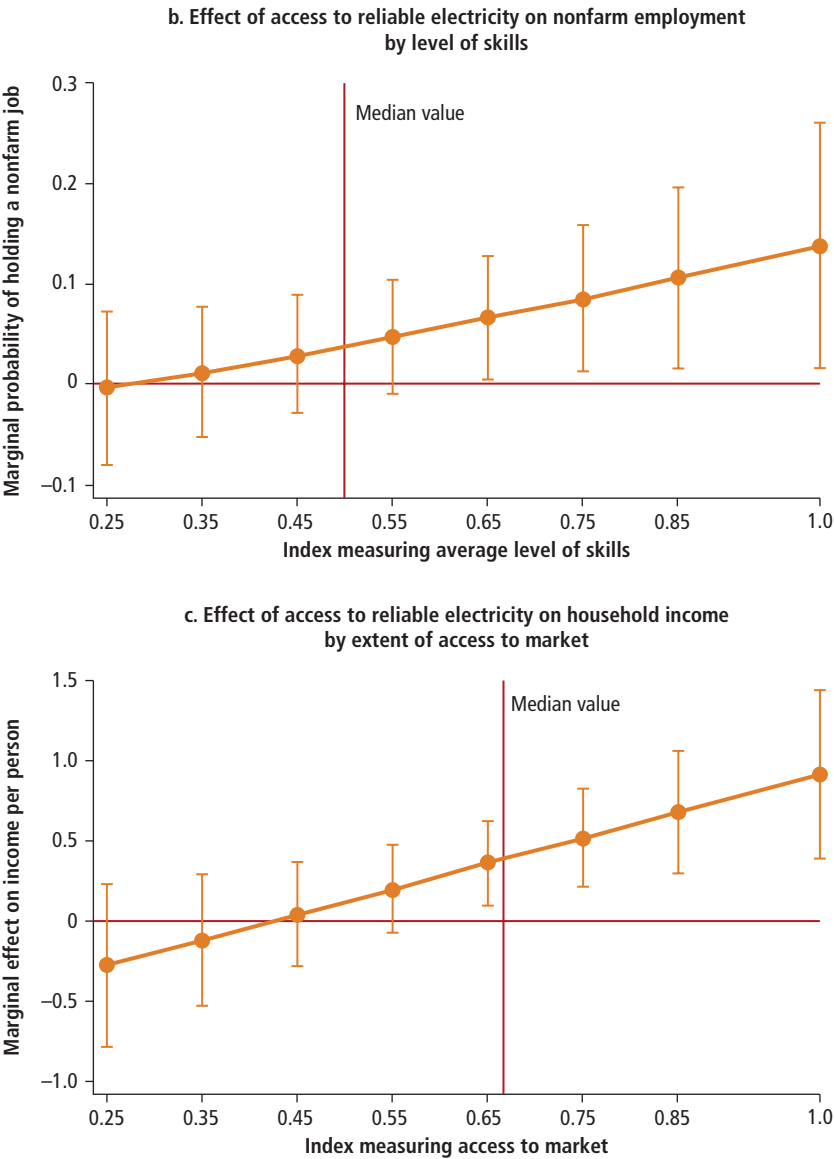 b. Effect of access to reliable electricity on nonfarm employment
by level of skills
Marginal probability of holding a nonfarm job
0.3
0.2
0.1
0
–0.1
Median value
0.25 0.35 0.45 0.55 0.65 0.75 0.85 1.0
Index measuring average level of skills
c. Effect of access to reliable electricity on household income
by extent of access to market
Marginal effect on income per person
1.5
1.0
0.5
0
–0.5
–1.0
Median value
0.25 0.35 0.45 0.55 0.65 0.75 0.85 1.0
Index measuring access to market